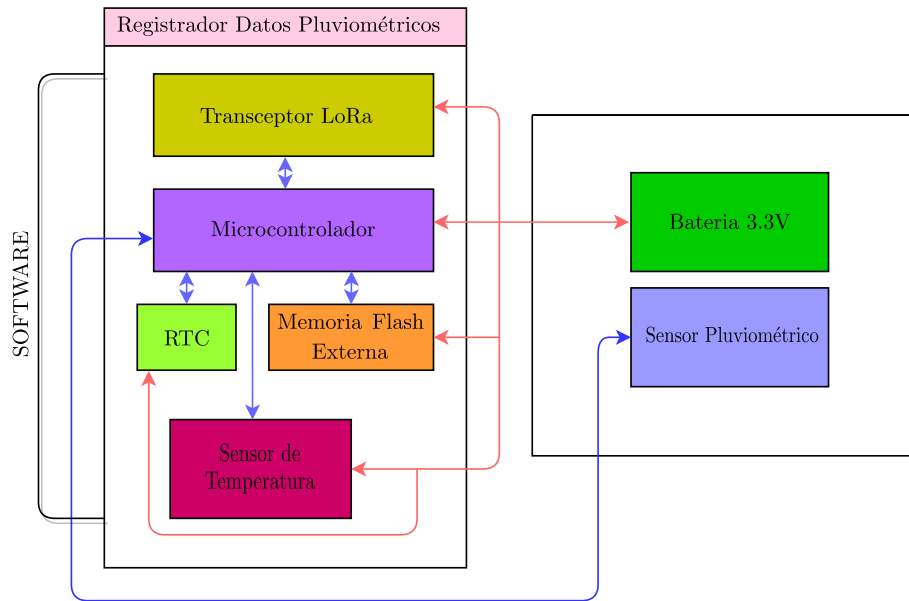 Registrador Datos Pluviométricos
Transceptor LoRa
Microcontrolador
RTC
Memoria Flash
Externa
Sensor de
Temperatura
SOFTWARE
Bateria 3.3V
Sensor Pluviométrico